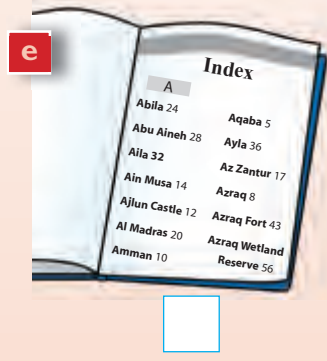 e
Index
A
Abila 24
Abu Aineh 28
Aila 32
Ain Musa 14
Ajlun Castle 12
Al Madras 20
Amman 10
Aqaba 5
Ayla 36
Az Zantur 17
Azraq 8
Azraq Fort 43
Azraq Wetland
Reserve 56